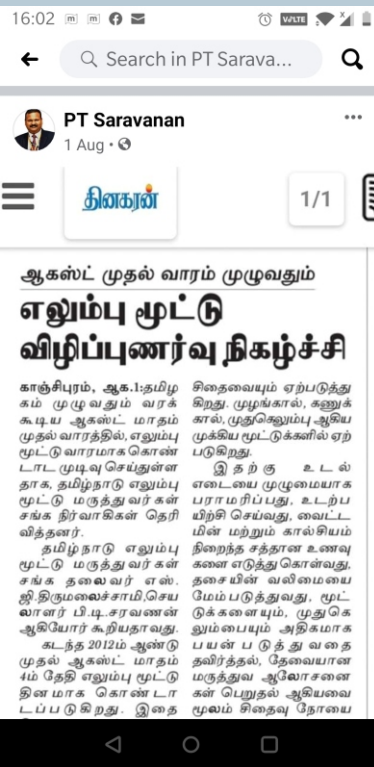 16:02
VoLTE
Search in PT Sarava...
PT Saravanan
1 Aug
தினகரன்
1/1
ஆகஸ்ட் முதல் வாரம் முழுவதும்
எலும்பு மூட்டு
விழிப்புணர்வு நிகழ்ச்சி
காஞ்சிபுரம், ஆக.1:தமிழ
கம் முழுவதும் வரக்
கூடிய ஆகஸ்ட் மாதம்
முதல் வாரத்தில், எலும்பு
மூட்டு வாரமாக கொண்
டாட முடிவு செய்துள்ள
தாக, தமிழ்நாடு எலும்பு
மூட்டு மருத்துவர்கள்
சங்க நிர்வாகிகள் தெரி
வித்தனர்.
தமிழ்நாடு எலும்பு
மூட்டு மருத்துவர்கள்
சங்க தலைவர் எஸ்.
ஜி.திருமலைச்சாமி,செய
லாளர் பி.டி.சரவணன்
ஆகியோர் கூறியதாவது.
கடந்த 2012ம் ஆண்டு
முதல் ஆகஸ்ட் மாதம்
4ம் தேதி எலும்பு மூட்டு
தினமாக கொண்டா
டப்படுகிறது. இதை
சிதைவையும் ஏற்படுத்து
கிறது. முழங்கால், கணுக்
கால், முதுகெலும்பு ஆகிய
முக்கிய மூட்டுக்களில் ஏற்
படுகிறது.
இதற்கு உடல்
எடையை முழுமையாக
பராமரிப்பது, உடற்ப
யிற்சி செய்வது, வைட்ட
மின் மற்றும் கால்சியம்
நிறைந்த சத்தான உணவு
களை எடுத்து கொள்வது,
தசையின் வலிமையை
மேம்படுத்துவது, மூட்
டுக்களையும், முதுகெ
லும்பையும் அதிகமாக
பயன் படுத்துவதை
தவிர்த்தல், தேவையான
மருத்துவ ஆலோசனை
கள் பெறுதல் ஆகியவை
மூலம் சிதைவு நோயை